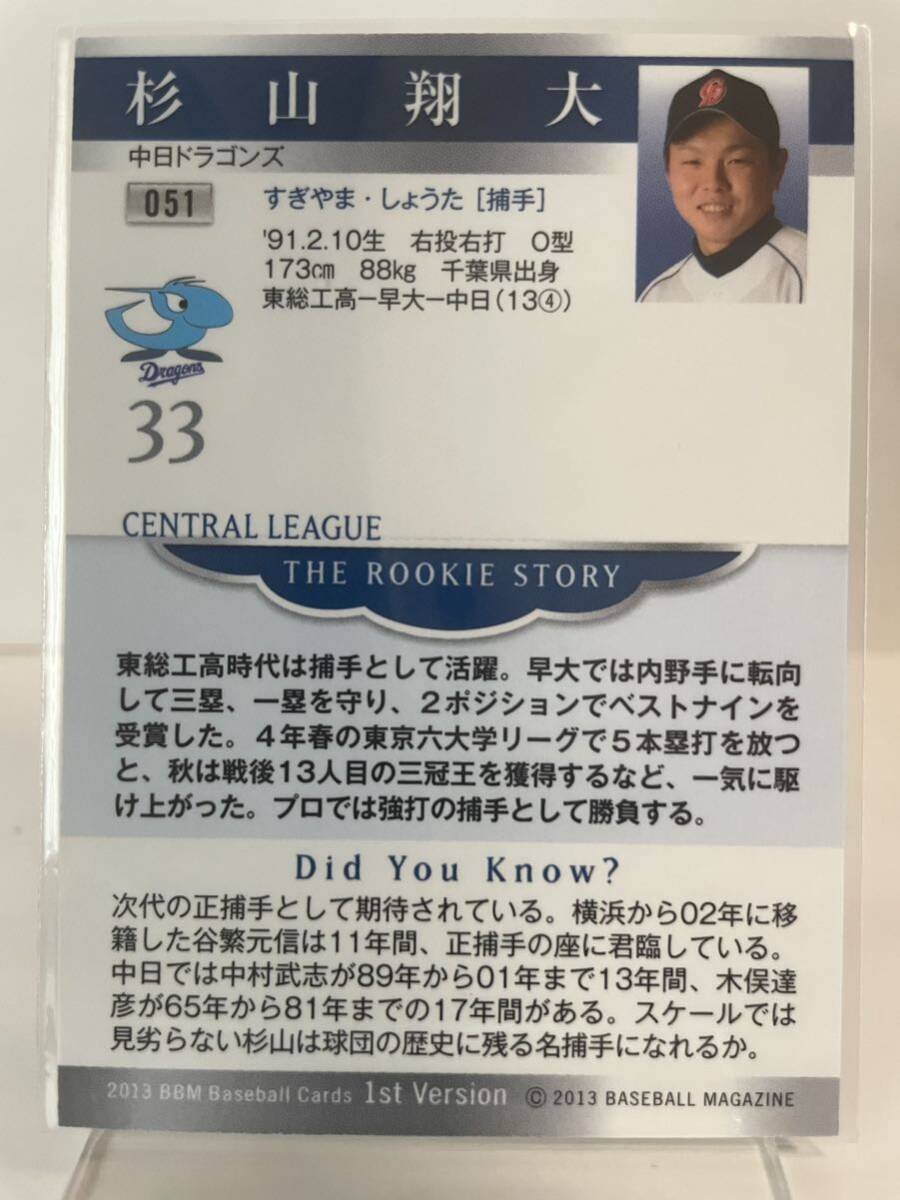 杉山翔大
中日ドラゴンズ
051
すぎやま・しょうた [捕手]
'91.2.10生 右投右打 O型
173cm 88kg 千葉県出身
東総工高ー早大ー中日(13④)
Dragons
33
CENTRAL LEAGUE
THE ROOKIE STORY
東総工高時代は捕手として活躍。早大では内野手に転向
して三塁、一塁を守り、2ポジションでベストナインを
受賞した。4年春の東京六大学リーグで5本塁打を放つ
と、秋は戦後13人目の三冠王を獲得するなど、一気に駆
け上がった。プロでは強打の捕手として勝負する。
Did You Know?
次代の正捕手として期待されている。横浜から02年に移
籍した谷繁元信は11年間、正捕手の座に君臨している。
中日では中村武志が89年から01年まで13年間、木俣達
彦が65年から81年までの17年間がある。スケールでは
見劣らない杉山は球団の歴史に残る名捕手になれるか。
2013 BBM Baseball Cards 1st Version © 2013 BASEBALL MAGAZINE